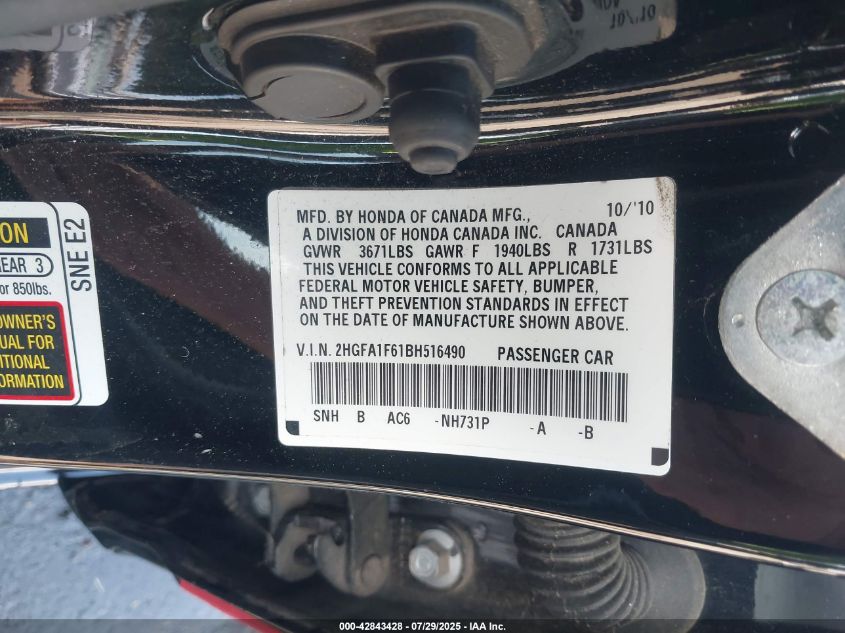 MFD. BY HONDA OF CANADA MFG., 10/'10
A DIVISION OF HONDA CANADA INC. CANADA
GVWR 3671LBS GAWR F 1940LBS R 1731LBS
THIS VEHICLE CONFORMS TO ALL APPLICABLE
FEDERAL MOTOR VEHICLE SAFETY, BUMPER,
AND THEFT PREVENTION STANDARDS IN EFFECT
ON THE DATE OF MANUFACTURE SHOWN ABOVE.
V.I.N. 2HGFA1F61BH516490 PASSENGER CAR
SNH B AC6 -NH731P -A -B
ON
REAR 3
or 850lbs.
OWNER'S
UAL FOR
ITIONAL
FORMATION
SNE E2
000-42843428 - 07/29/2025 - IAA Inc.